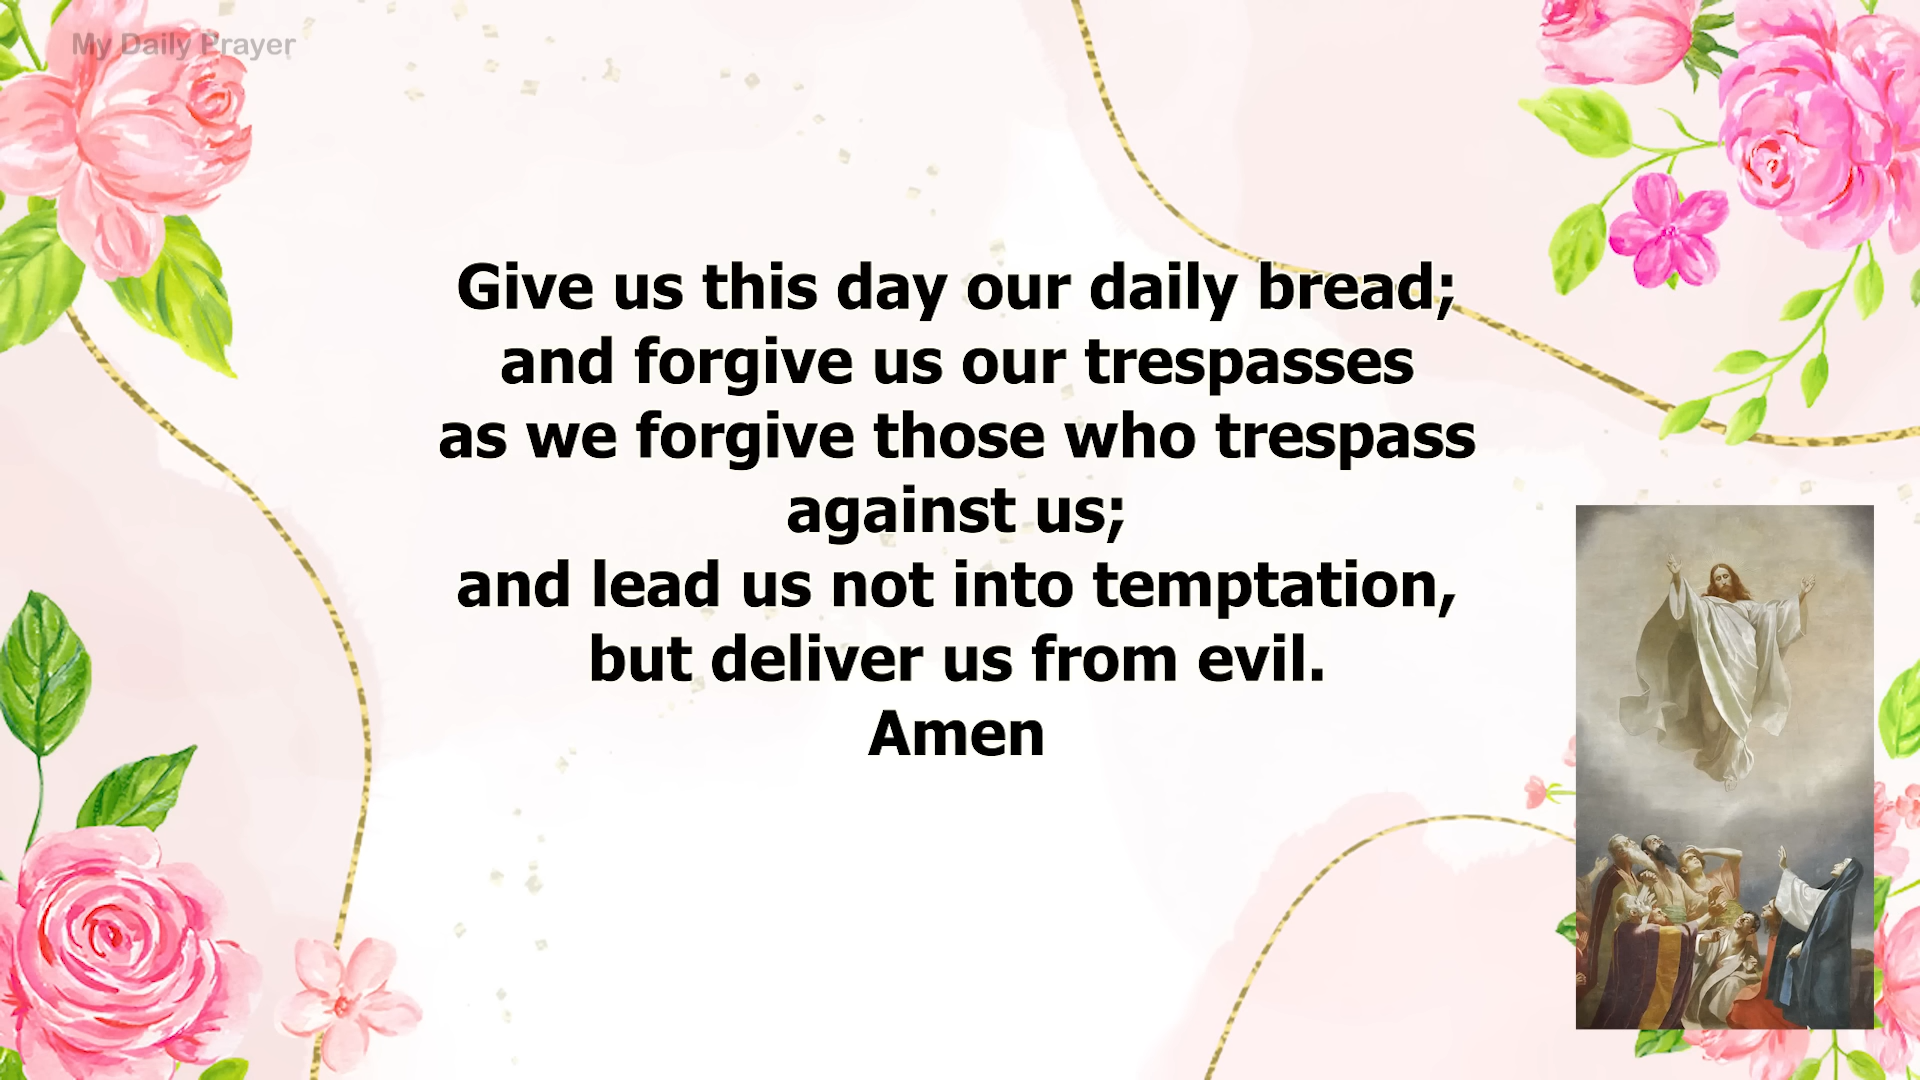 My Daily Prayer
Give us this day our daily bread;
and forgive us our trespasses
as we forgive those who trespass
against us;
and lead us not into temptation,
but deliver us from evil.
Amen